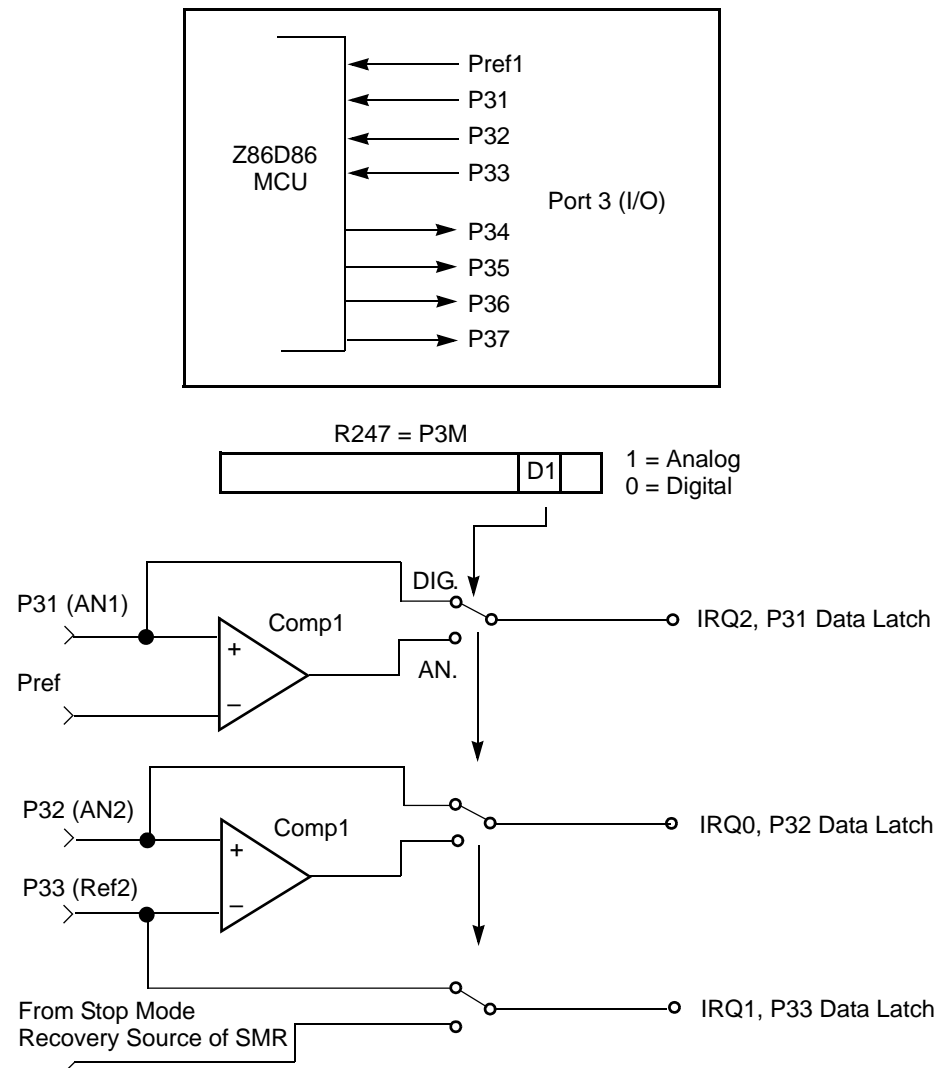 Pref1
P31
P32
P33
Z86D86
MCU
Port 3 (I/O)
P34
P35
P36
P37
R247 = P3M
D1
1 = Analog
0 = Digital
DIG.
P31 (AN1)
Comp1
+
IRQ2, P31 Data Latch
AN.
Pref
–
P32 (AN2)
Comp1
+
IRQ0, P32 Data Latch
P33 (Ref2)
–
From Stop Mode
Recovery Source of SMR
IRQ1, P33 Data Latch